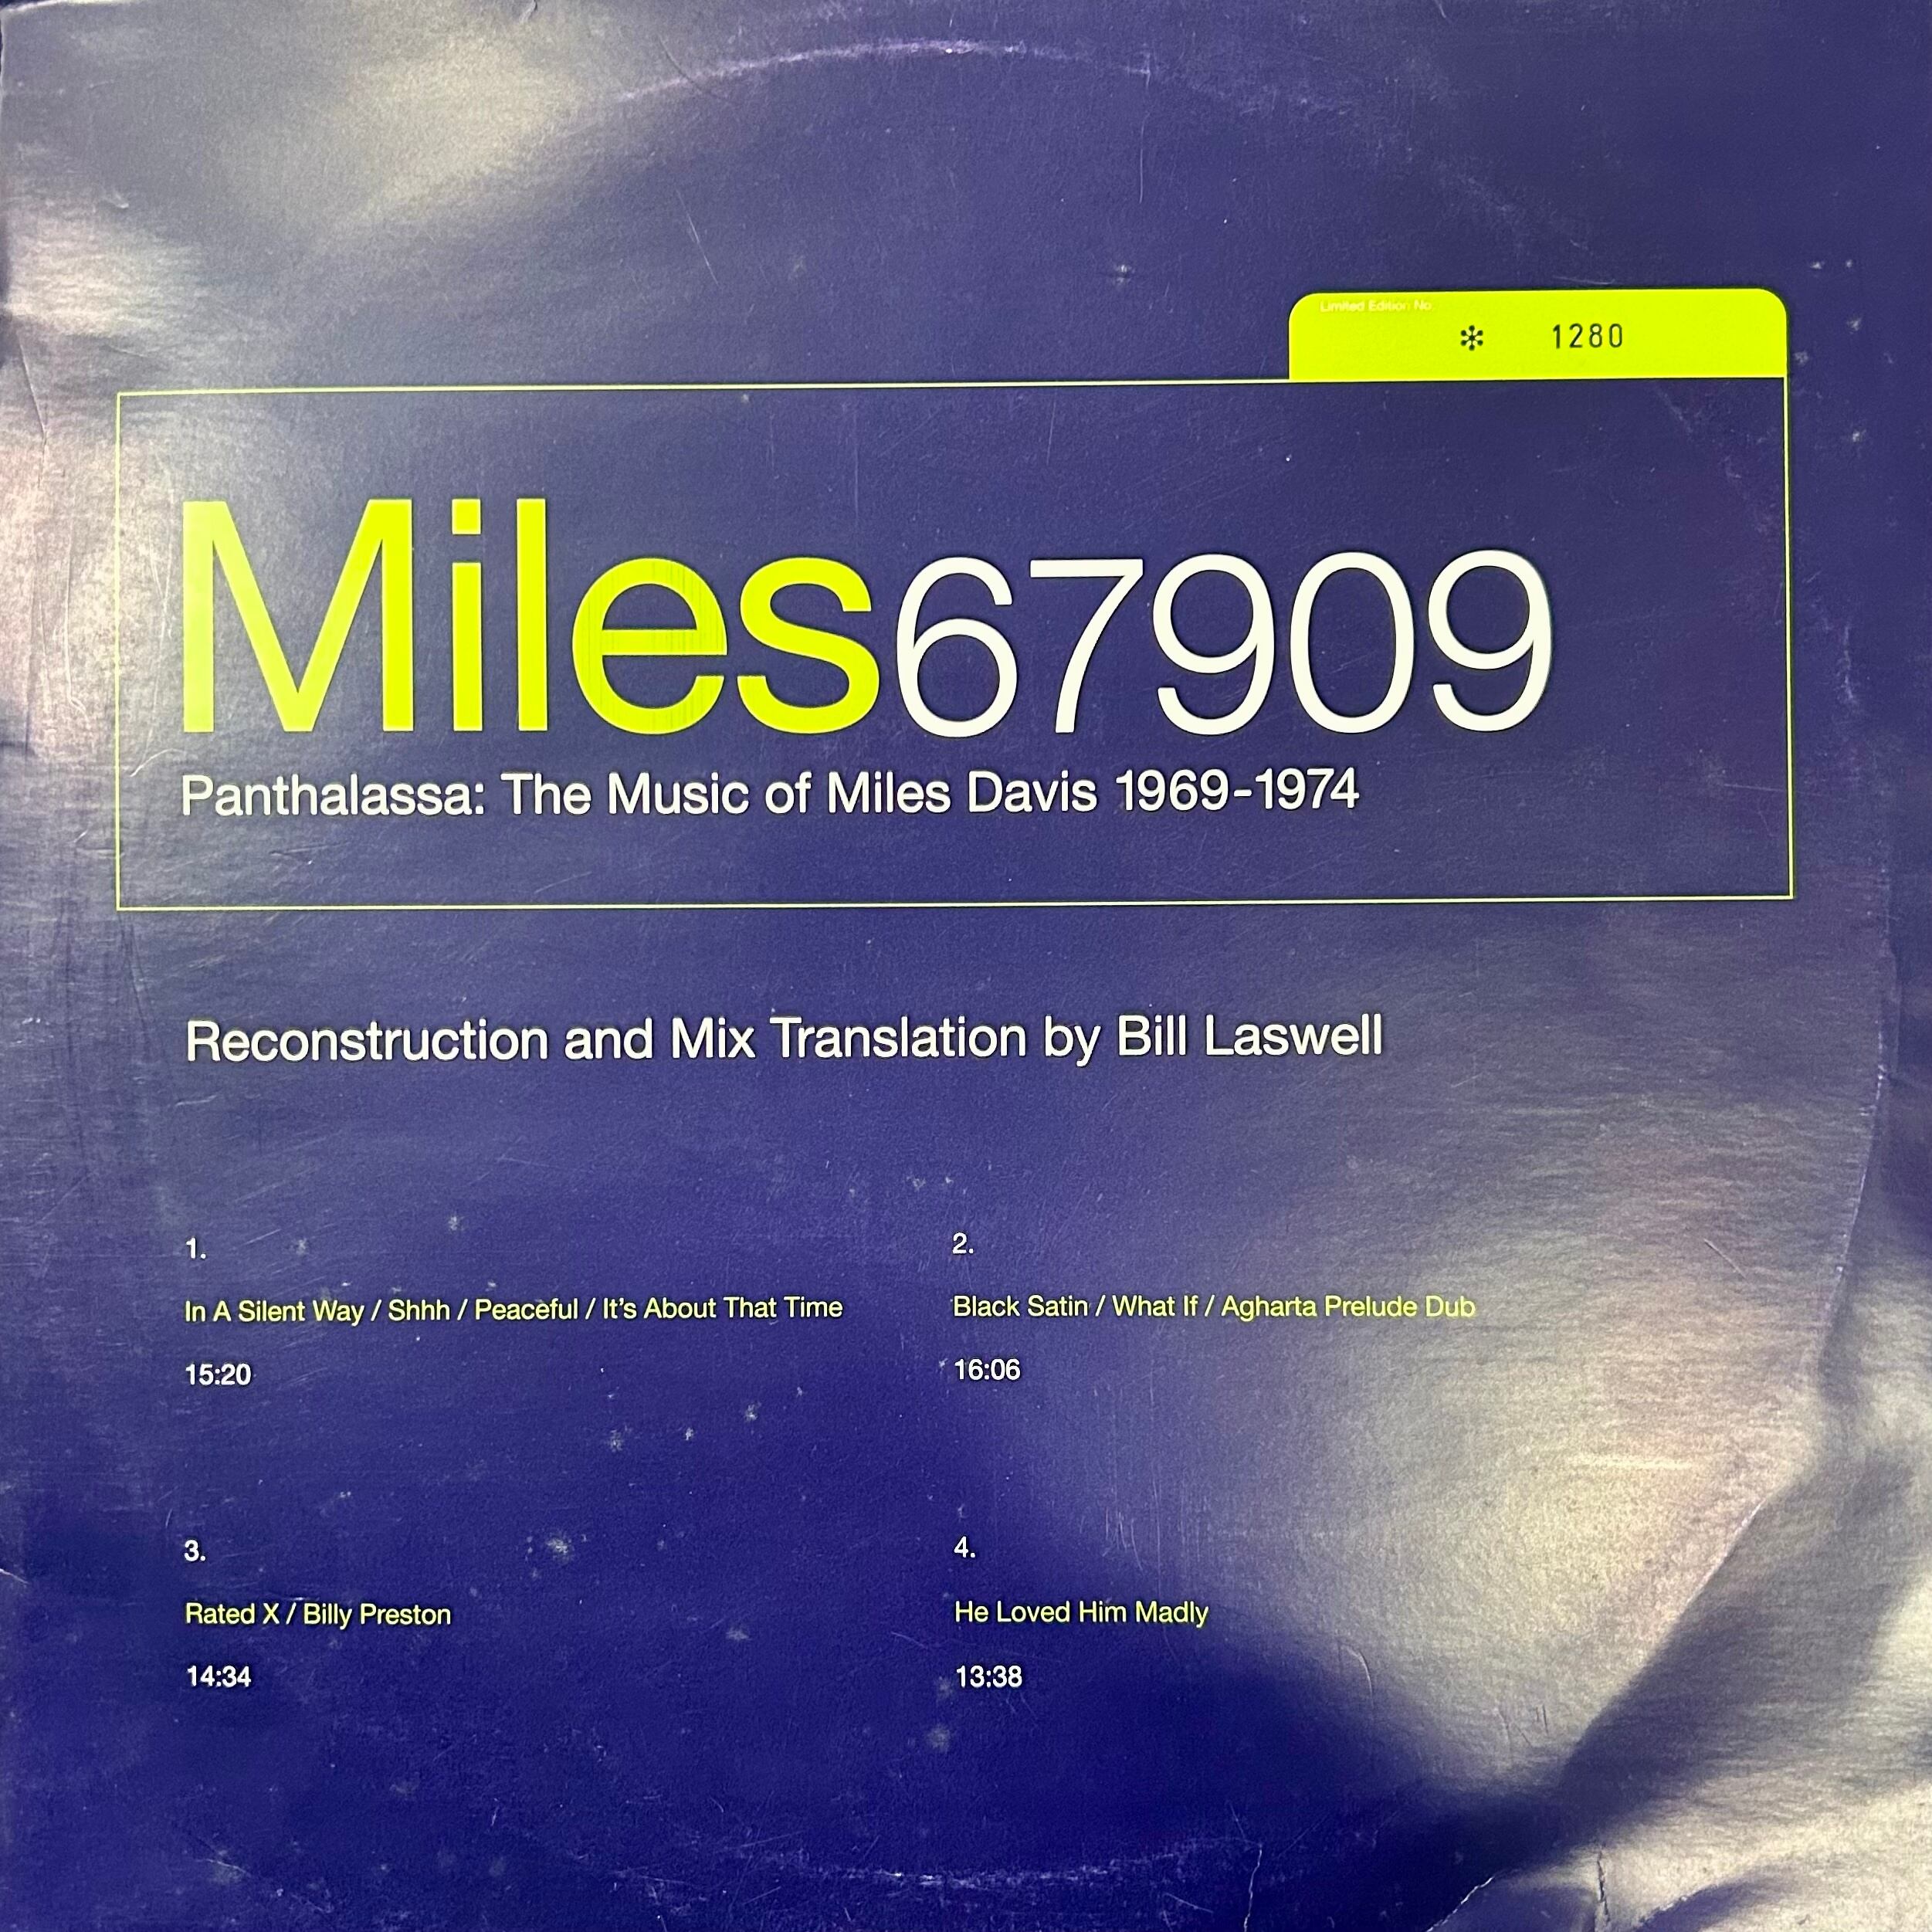 Limited Edition No.
* 1280
Miles67909
Panthalassa: The Music of Miles Davis 1969-1974
Reconstruction and Mix Translation by Bill Laswell
1.
In A Silent Way / Shhh / Peaceful / It's About That Time
15:20
2.
Black Satin / What If / Agharta Prelude Dub
16:06
3.
Rated X / Billy Preston
14:34
4.
He Loved Him Madly
13:38